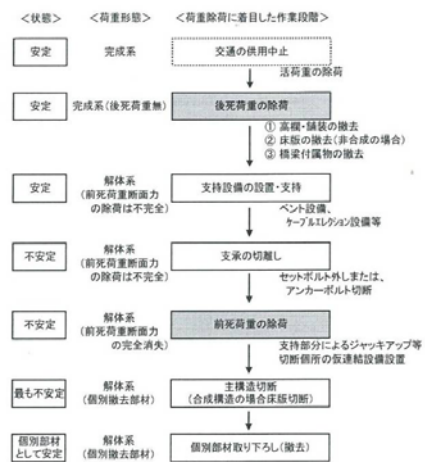 ＜状態＞ ＜荷重形態＞ ＜荷重除荷に着目した作業段階＞
安定 完成系 交通の供用中止
活荷重の除荷
安定 完成系(後死荷重無) 後死荷重の除荷
① 高欄・舗装の撤去
② 床版の撤去(非合成の場合)
③ 橋梁付属物の撤去
安定 解体系 支持設備の設置・支持
(前死荷重断面力
の除荷は不完全)
ベント設備、
ケーブルエレクション設備等
不安定 解体系 支承の切離し
(前死荷重断面力
の除荷は不完全)
セットボルト外しまたは、
アンカーボルト切断
不安定 解体系 前死荷重の除荷
(前死荷重断面力
の完全消失)
支持部分によるジャッキアップ等
切断個所の仮連結設備設置
最も不安定 解体系 主構造切断
(個別撤去部材) (合成構造の場合床版切断)
個別部材 解体系 個別部材取り下ろし(撤去)
として安定 (個別撤去部材)